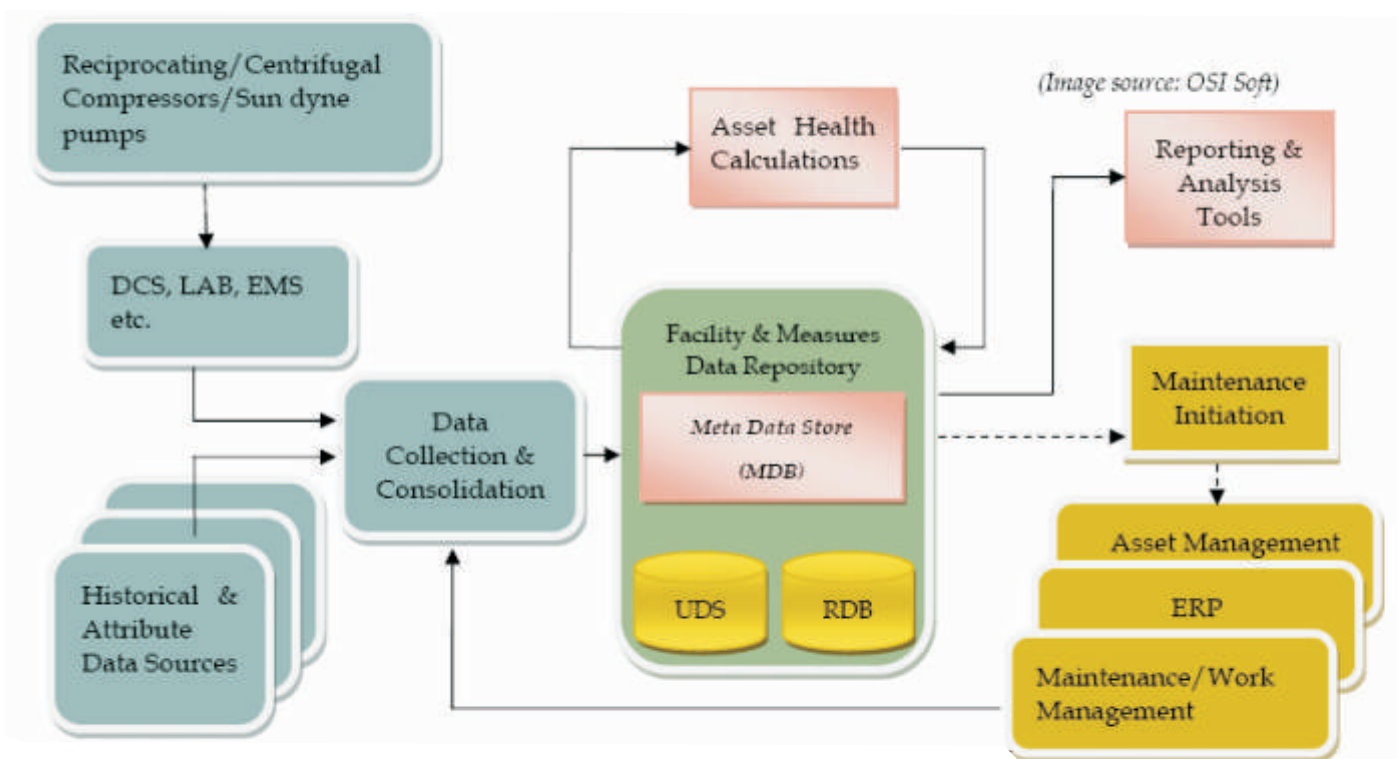 Reciprocating/Centrifugal
Compressors/Sun dyne
pumps
DCS, LAB, EMS
etc.
Historical &
Attribute
Data Sources
Data
Collection &
Consolidation
Asset Health
Calculations
Facility & Measures
Data Repository
Meta Data Store
(MDB)
UDS
RDB
(Image source: OSI Soft)
Reporting &
Analysis
Tools
Maintenance
Initiation
Asset Management
ERP
Maintenance/Work
Management